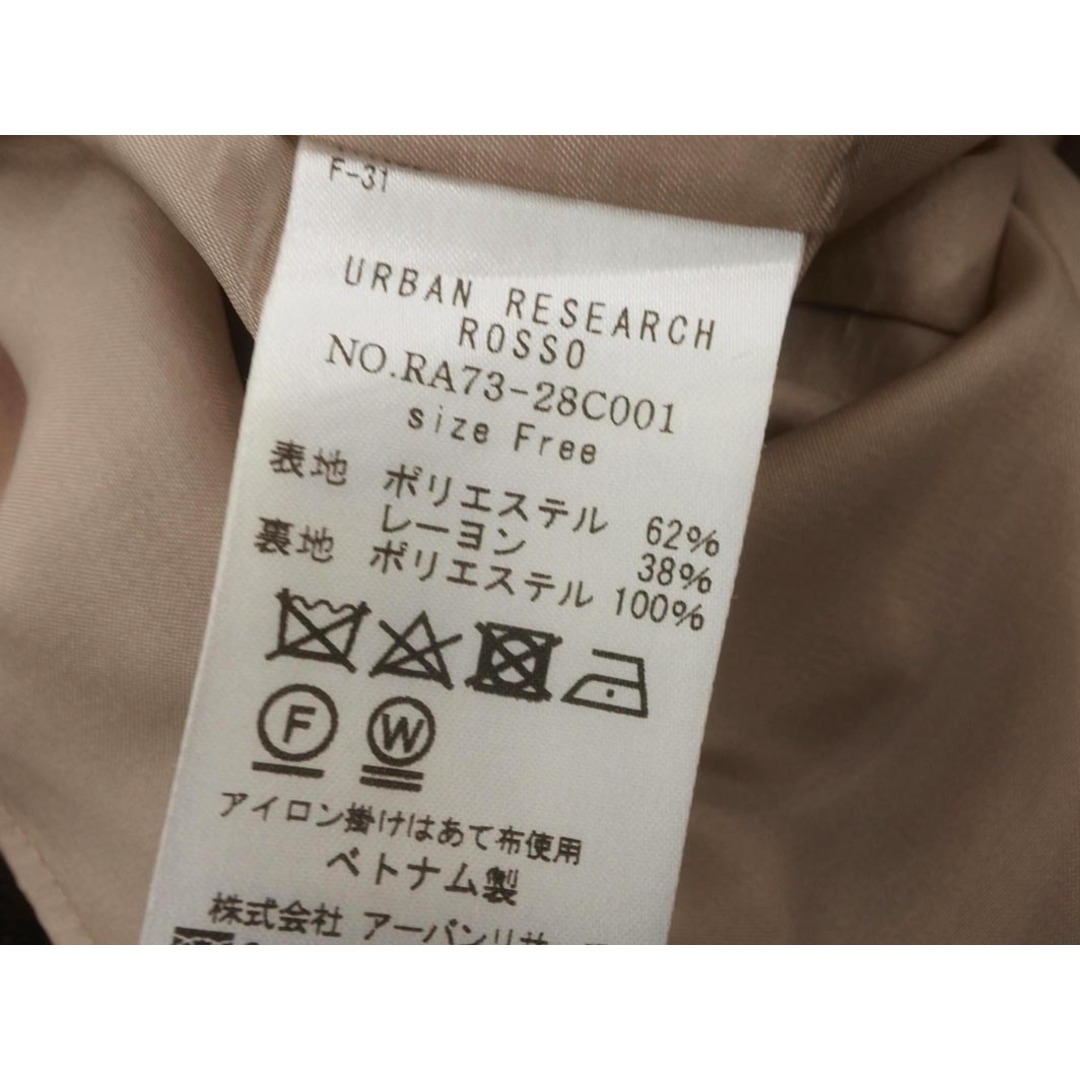 F-31
URBAN RESEARCH
ROSSO
NO.RA73-28C001
size Free
表地 ポリエステル 62%
レーヨン 38%
裏地 ポリエステル 100%
F W
アイロン掛けはあて布使用
ベトナム製
株式会社 アーバンリサ